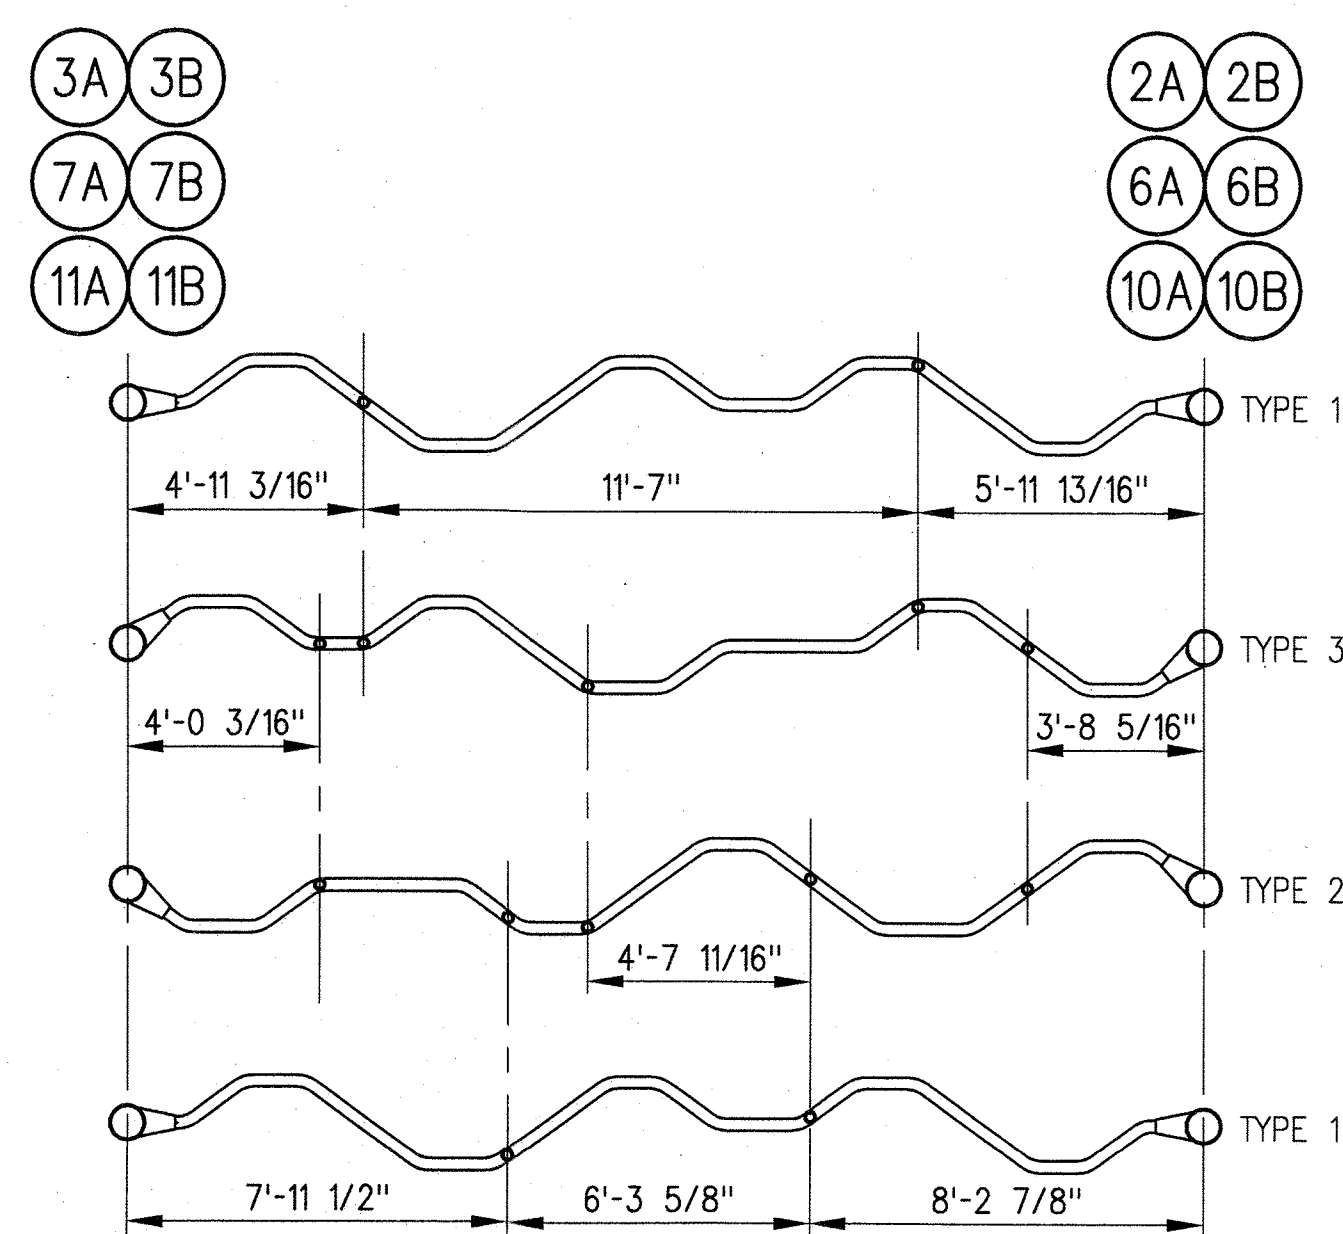 3A 3B 2A 2B
7A 7B 6A 6B
11A 11B 10A 10B
TYPE 1
4'-11 3/16" 11'-7" 5'-11 13/16"
TYPE 3
4'-0 3/16" 3'-8 5/16"
TYPE 2
4'-7 11/16"
TYPE 1
7'-11 1/2" 6'-3 5/8" 8'-2 7/8"